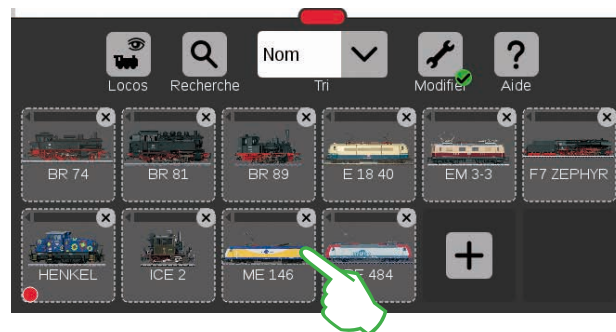 Nom
Locos
Recherche
Tri
Modifier
Aide
BR 74
BR 81
BR 89
E 18 40
EM 3-3
F7 ZEPHYR
HENKEL
ICE 2
ME 146
484